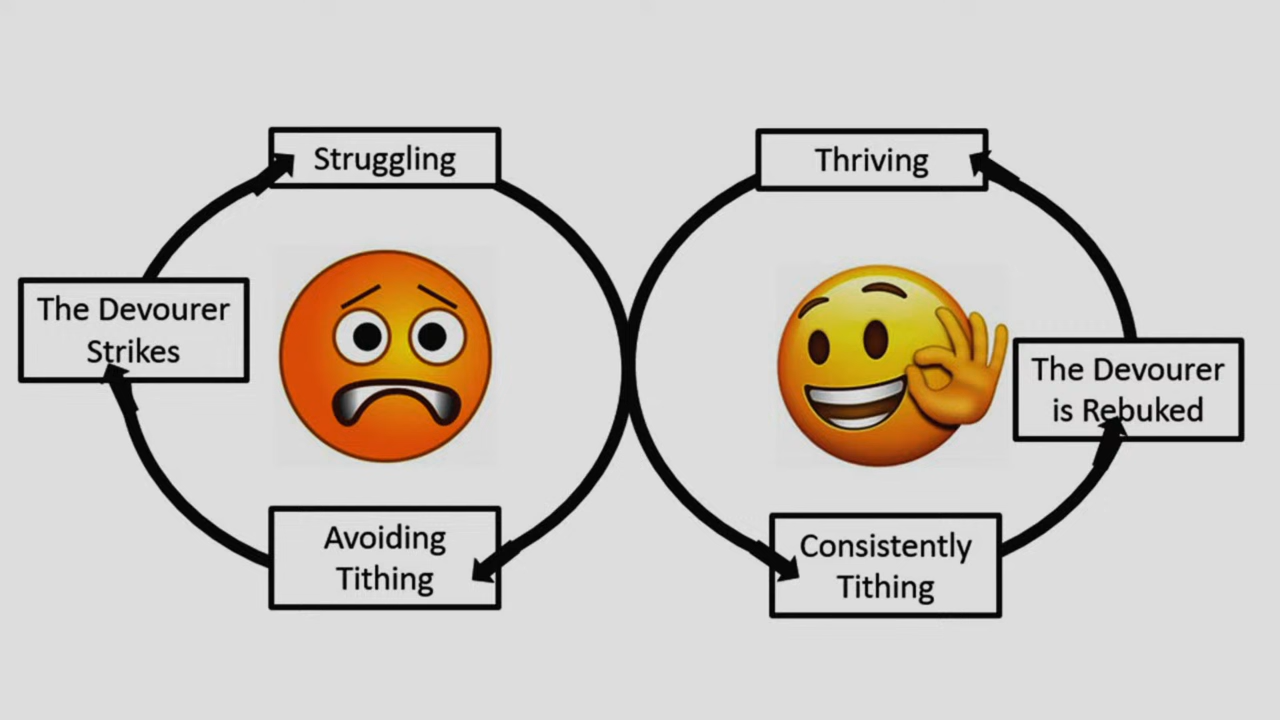 Struggling
The Devourer
Strikes
Avoiding
Tithing
Thriving
The Devourer
is Rebuked
Consistently
Tithing